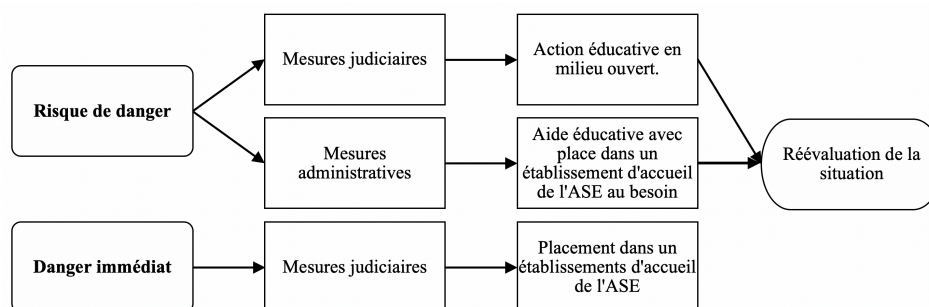 Risque de danger
Mesures judiciaires
Action éducative en
milieu ouvert.
Mesures
administratives
Aide éducative avec
place dans un
établissement d'accueil
de l'ASE au besoin
Réévaluation de la
situation
Danger immédiat
Mesures judiciaires
Placement dans un
établissements d'accueil
de l'ASE